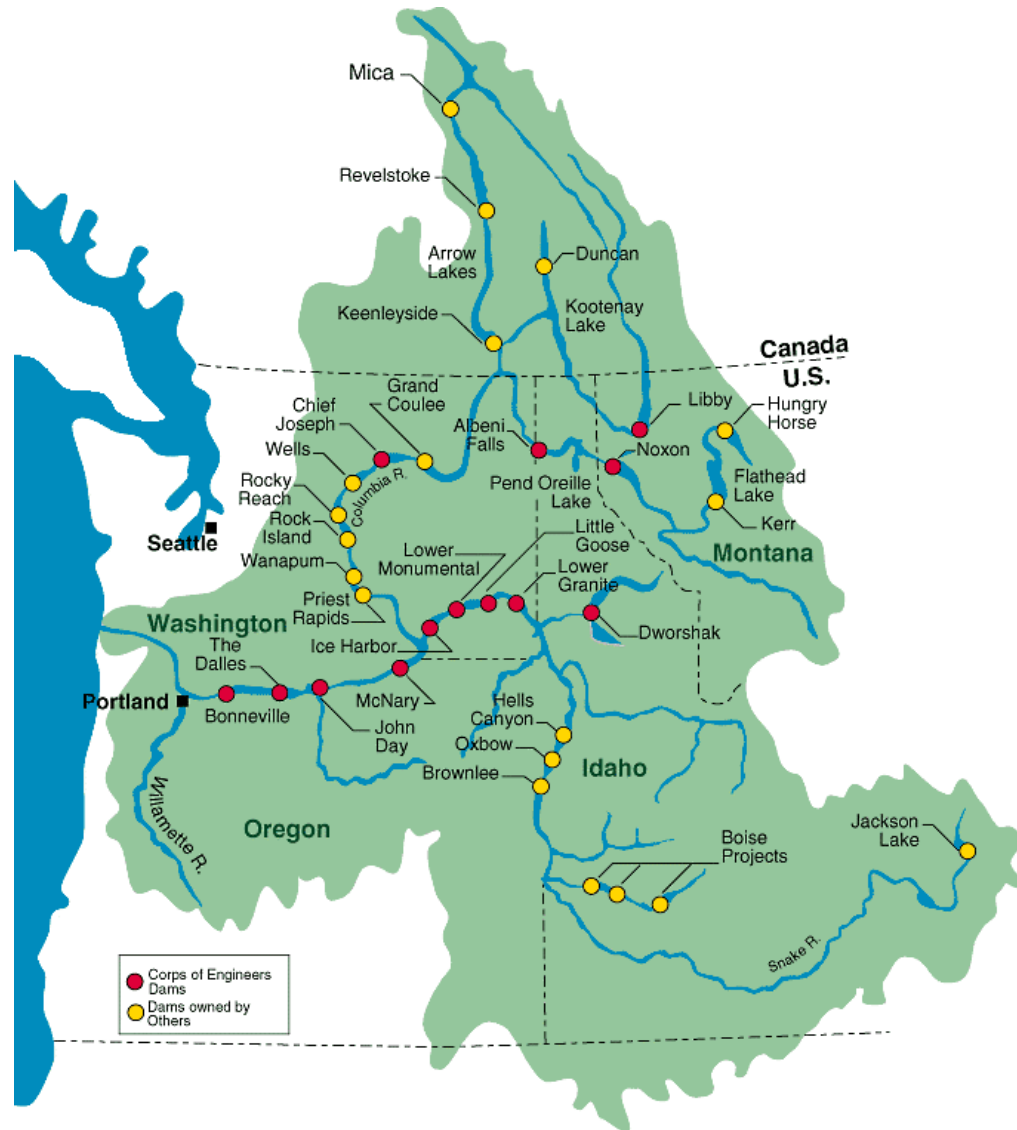 Mica
Revelstoke
Arrow
Lakes
Duncan
Kootenay
Lake
Keenleyside
Canada
U.S.
Grand
Coulee
Chief
Joseph
Albeni
Falls
Libby
Hungry
Horse
Wells
Noxon
Rocky
Reach
Columbia R.
Pend Oreille
Lake
Flathead
Lake
Rock
Island
Seattle
Kerr
Little
Goose
Wanapum
Lower
Monumental
Lower
Granite
Montana
Priest
Rapids
Washington
The
Dalles
Ice Harbor
Dworshak
Portland
Bonneville
McNary
John
Day
Hells
Canyon
Oxbow
Brownlee
Idaho
Willamette R.
Oregon
Boise
Projects
Jackson
Lake
Snake R.
Corps of Engineers
Dams
Dams owned by
Others